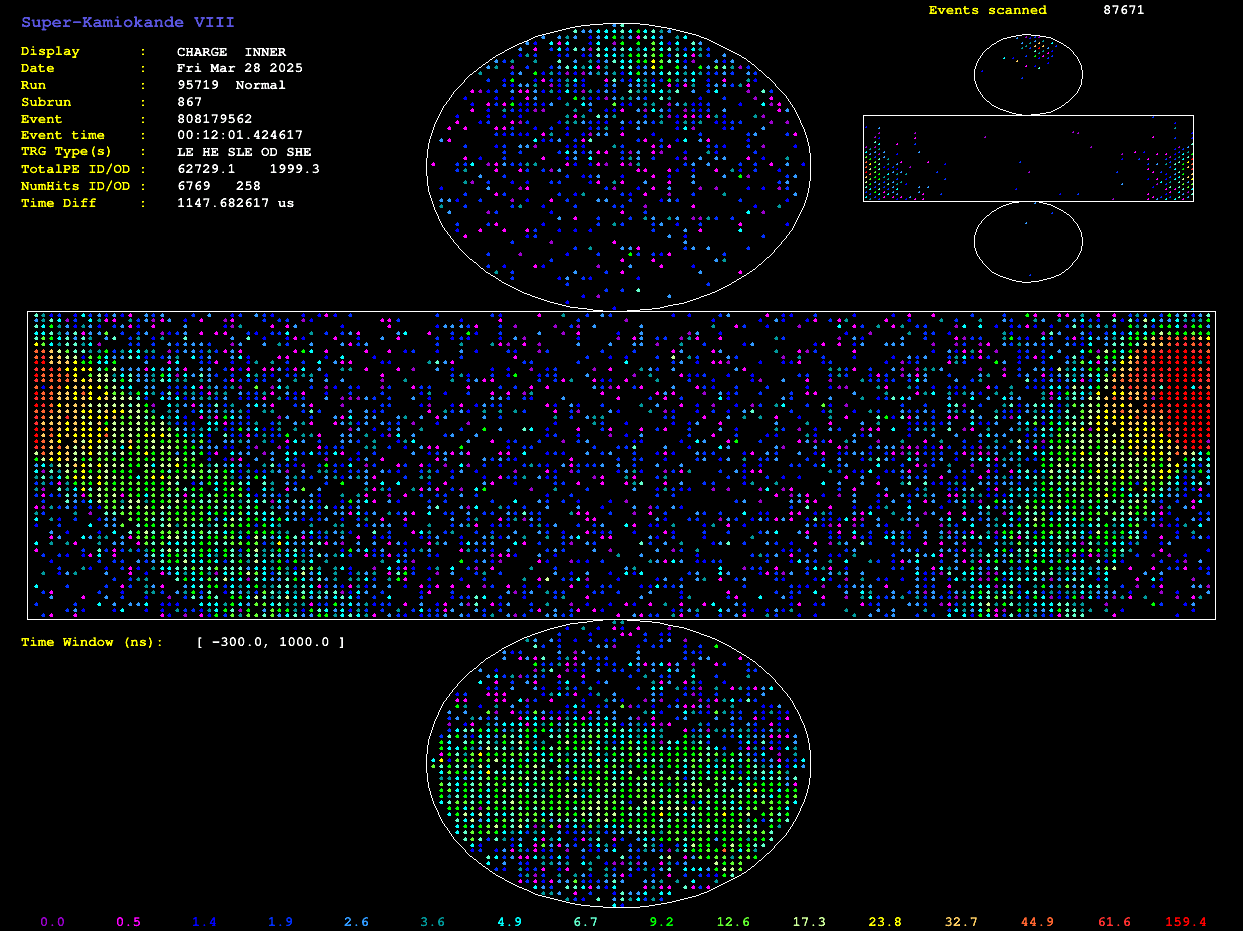 Super-Kamiokande VIII
Events scanned 87671
Display : CHARGE INNER
Date : Fri Mar 28 2025
Run : 95719 Normal
Subrun : 867
Event : 808179562
Event time : 00:12:01.424617
TRG Type(s) : LE HE SLE OD SHE
TotalPE ID/OD : 62729.1 1999.3
NumHits ID/OD : 6769 258
Time Diff : 1147.682617 us
Time Window (ns): [ -300.0, 1000.0 ]
0.0 0.5 1.4 1.9 2.6 3.6 4.9 6.7 9.2 12.6 17.3 23.8 32.7 44.9 61.6 159.4